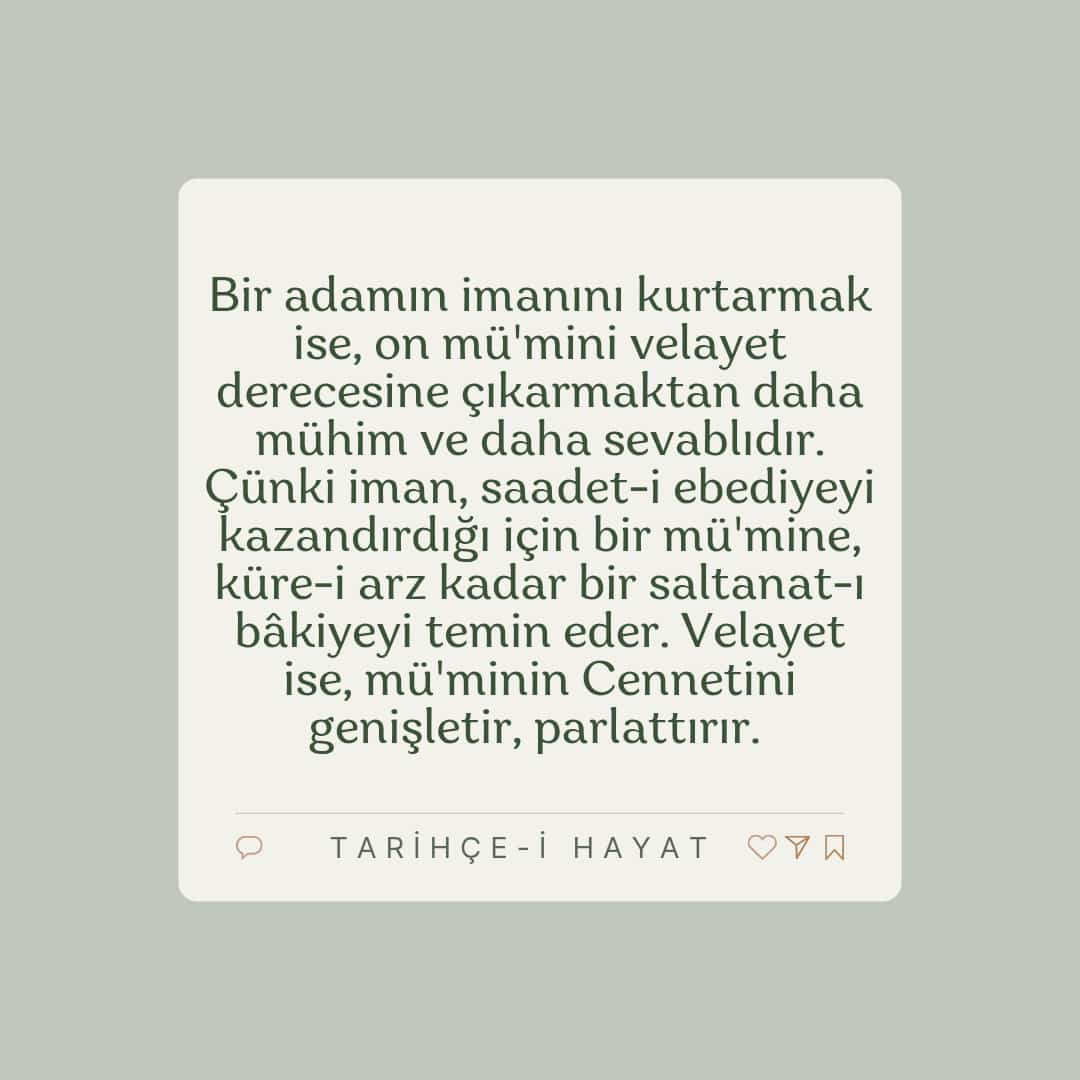 Bir adamın imanını kurtarmak
ise, on mü'mini velayet
derecesine çıkarmaktan daha
mühim ve daha sevablıdır.
Çünki iman, saadet-i ebediyeyi
kazandırdığı için bir mü'mine,
küre-i arz kadar bir saltanat-ı
bâkiyeyi temin eder. Velayet
ise, mü'minin Cennetini
genişletir, parlattırır.
TARİHÇE-İ HAYAT